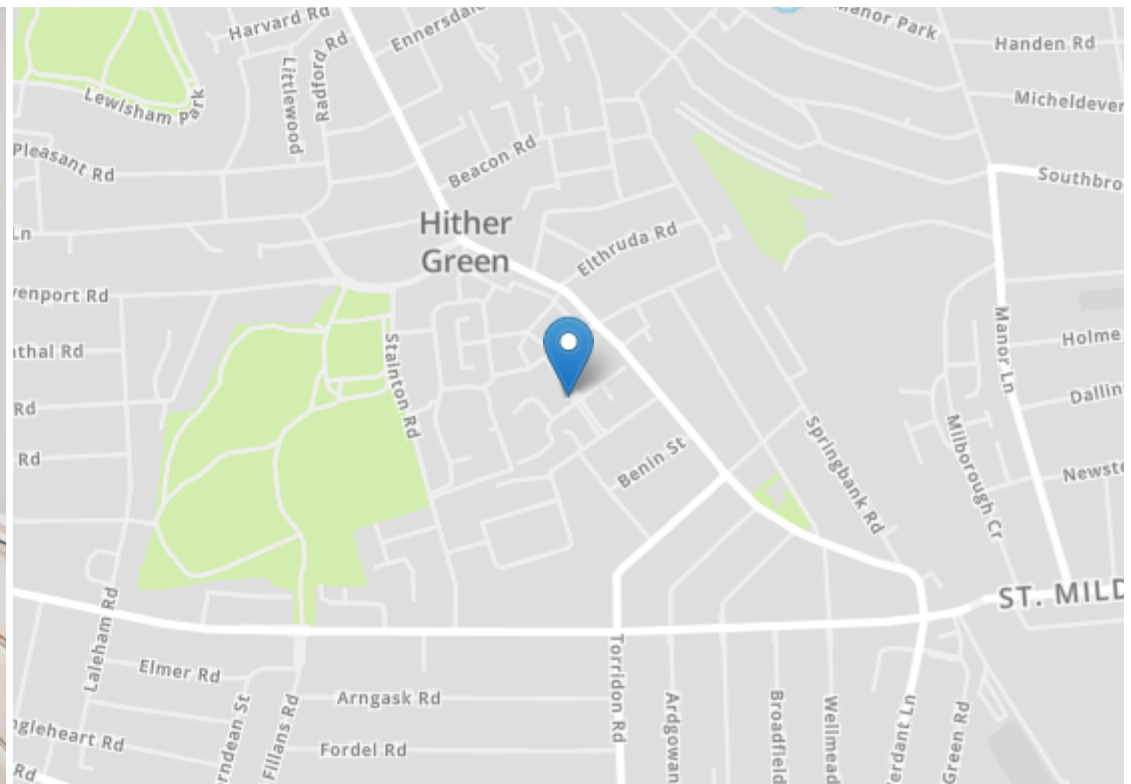 Harvard Rd
Ennersdale
Manor Park
Handen Rd
Lewisham Park
Littlewood
Radford Rd
Micheldever
Pleasant Rd
Beacon Rd
Southbro
Ln
Hither
Green
Elthruda Rd
venport Rd
nthal Rd
Stainton Rd
Manor Ln
Holme
Rd
Dallin
Rd
Benin St
Springbank Rd
Milborough Cr
Newste
ST. MILD
Laleham Rd
Elmer Rd
Arngask Rd
Torridon Rd
Ardgowan
Broadfield
Wellmead
Verdant Ln
Green Rd
ngleheart Rd
rndean St
Fillans Rd
Fordel Rd
Rd